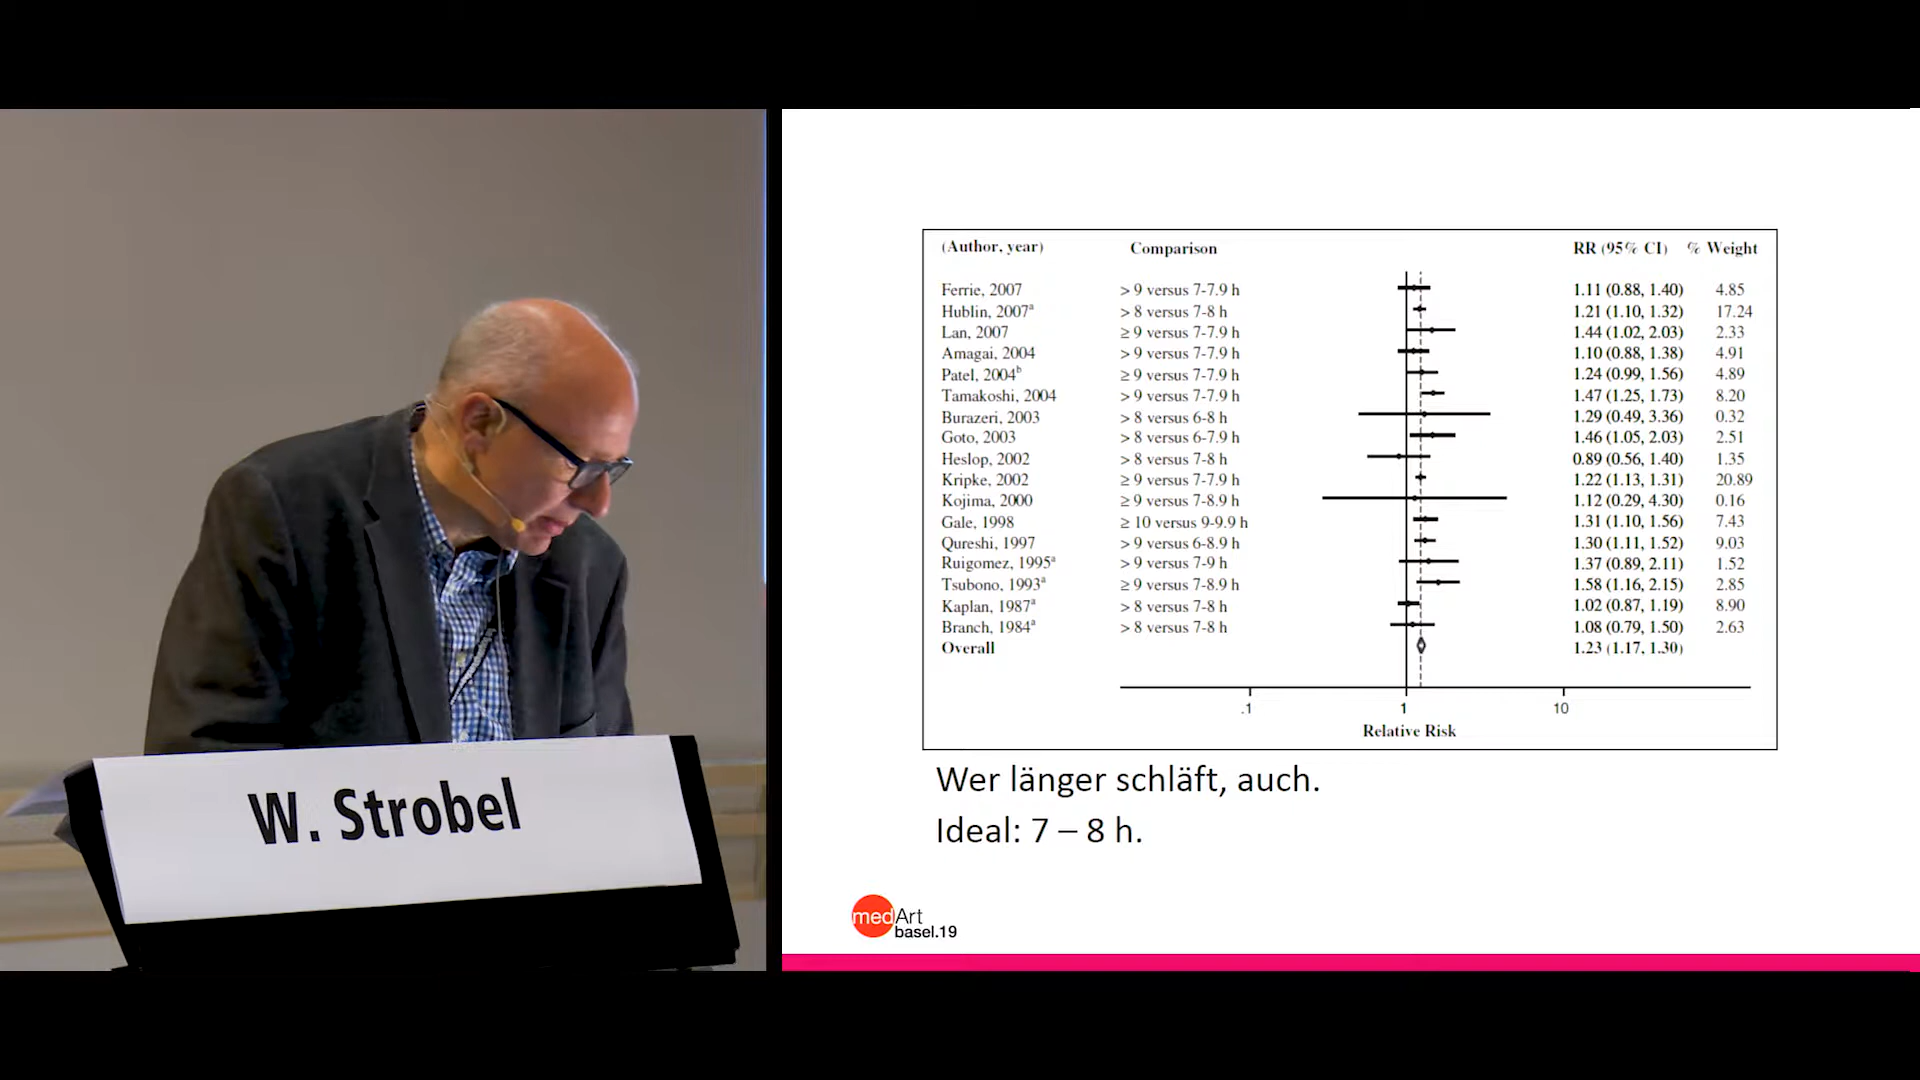 W. Strobel
(Author, year) Comparison RR (95% CI) % Weight
Ferrie, 2007 > 9 versus 7-7.9 h 1.11 (0.88, 1.40) 4.85
Hublin, 2007ᵃ > 8 versus 7-8 h 1.21 (1.10, 1.32) 17.24
Lan, 2007 ≥ 9 versus 7-7.9 h 1.44 (1.02, 2.03) 2.33
Amagai, 2004 > 9 versus 7-7.9 h 1.10 (0.88, 1.38) 4.91
Patel, 2004ᵇ ≥ 9 versus 7-7.9 h 1.24 (0.99, 1.56) 4.89
Tamakoshi, 2004 > 9 versus 7-7.9 h 1.47 (1.25, 1.73) 8.20
Burazeri, 2003 > 8 versus 6-8 h 1.29 (0.49, 3.36) 0.32
Goto, 2003 > 8 versus 6-7.9 h 1.46 (1.05, 2.03) 2.51
Heslop, 2002 > 8 versus 7-8 h 0.89 (0.56, 1.40) 1.35
Kripke, 2002 ≥ 9 versus 7-7.9 h 1.22 (1.13, 1.31) 20.89
Kojima, 2000 ≥ 9 versus 7-8.9 h 1.12 (0.29, 4.30) 0.16
Gale, 1998 ≥ 10 versus 9-9.9 h 1.31 (1.10, 1.56) 7.43
Qureshi, 1997 > 9 versus 6-8.9 h 1.30 (1.11, 1.52) 9.03
Ruigomez, 1995ᵃ > 9 versus 7-9 h 1.37 (0.89, 2.11) 1.52
Tsubono, 1993ᵃ ≥ 9 versus 7-8.9 h 1.58 (1.16, 2.15) 2.85
Kaplan, 1987ᵃ > 8 versus 7-8 h 1.02 (0.87, 1.19) 8.90
Branch, 1984ᵃ > 8 versus 7-8 h 1.08 (0.79, 1.50) 2.63
Overall 1.23 (1.17, 1.30)
.1 1 10
Relative Risk
Wer länger schläft, auch.
Ideal: 7 – 8 h.
medArt
basel.19